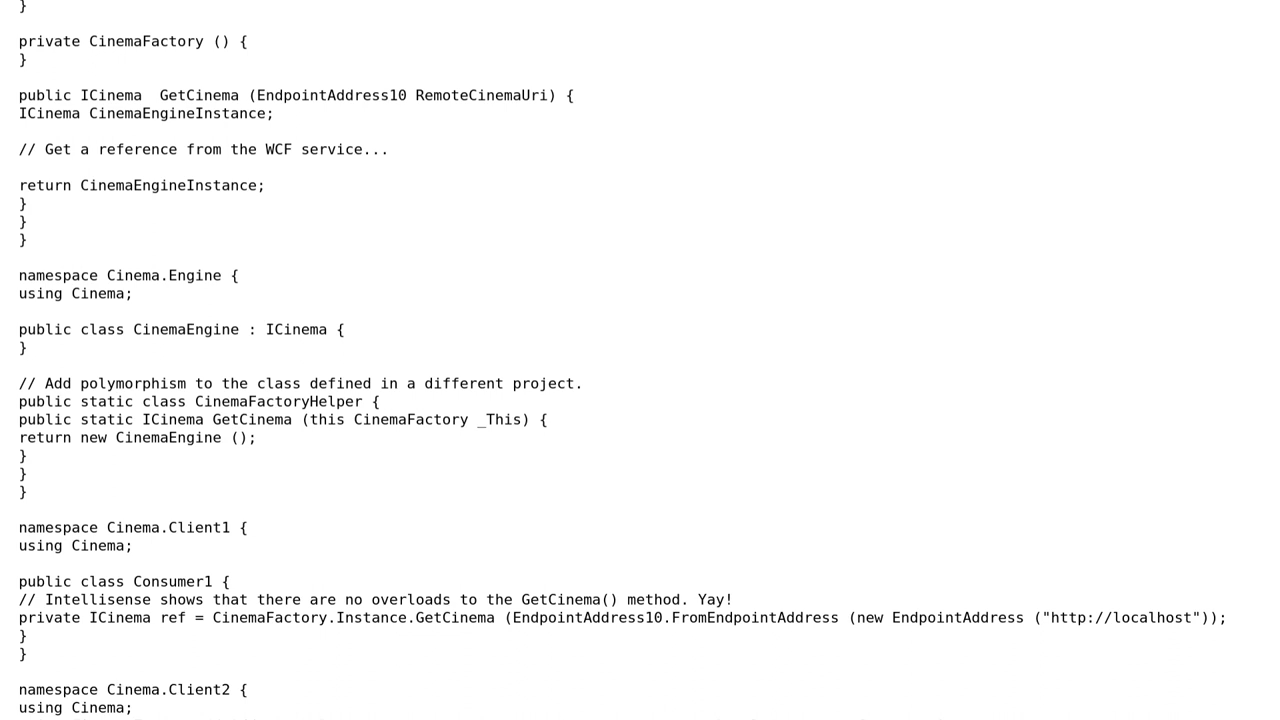 }
private CinemaFactory () {
}
public ICinema  GetCinema (EndpointAddress10 RemoteCinemaUri) {
ICinema CinemaEngineInstance;
// Get a reference from the WCF service...
return CinemaEngineInstance;
}
}
}
namespace Cinema.Engine {
using Cinema;
public class CinemaEngine : ICinema {
}
// Add polymorphism to the class defined in a different project.
public static class CinemaFactoryHelper {
public static ICinema GetCinema (this CinemaFactory _This) {
return new CinemaEngine ();
}
}
}
namespace Cinema.Client1 {
using Cinema;
public class Consumer1 {
// Intellisense shows that there are no overloads to the GetCinema() method. Yay!
private ICinema ref = CinemaFactory.Instance.GetCinema (EndpointAddress10.FromEndpointAddress (new EndpointAddress ("http://localhost"));
}
}
namespace Cinema.Client2 {
using Cinema;